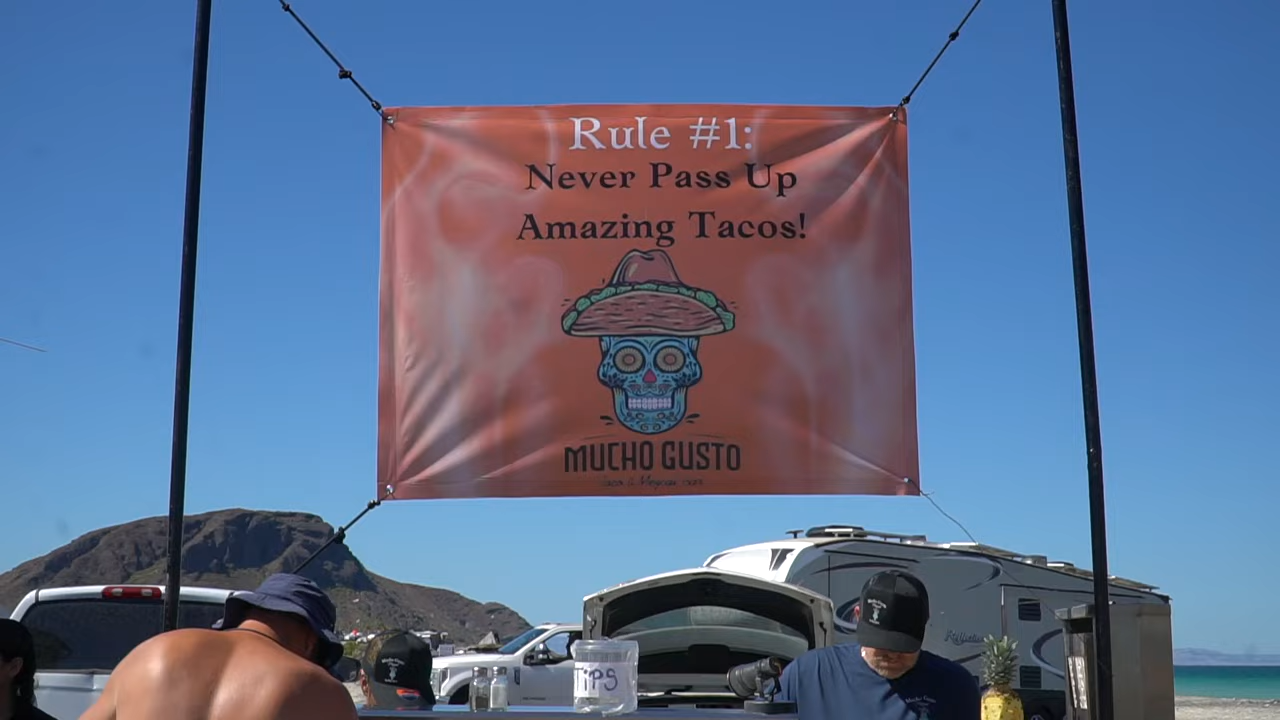 Rule #1:
Never Pass Up
Amazing Tacos!
MUCHO GUSTO
TiPS